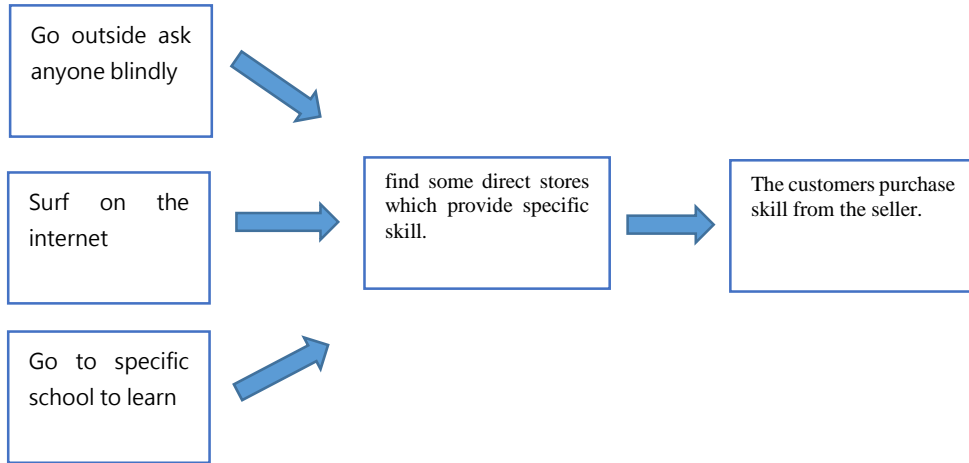 Go outside ask
anyone blindly
Surf on the
internet
Go to specific
school to learn
find some direct stores
which provide specific
skill.
The customers purchase
skill from the seller.